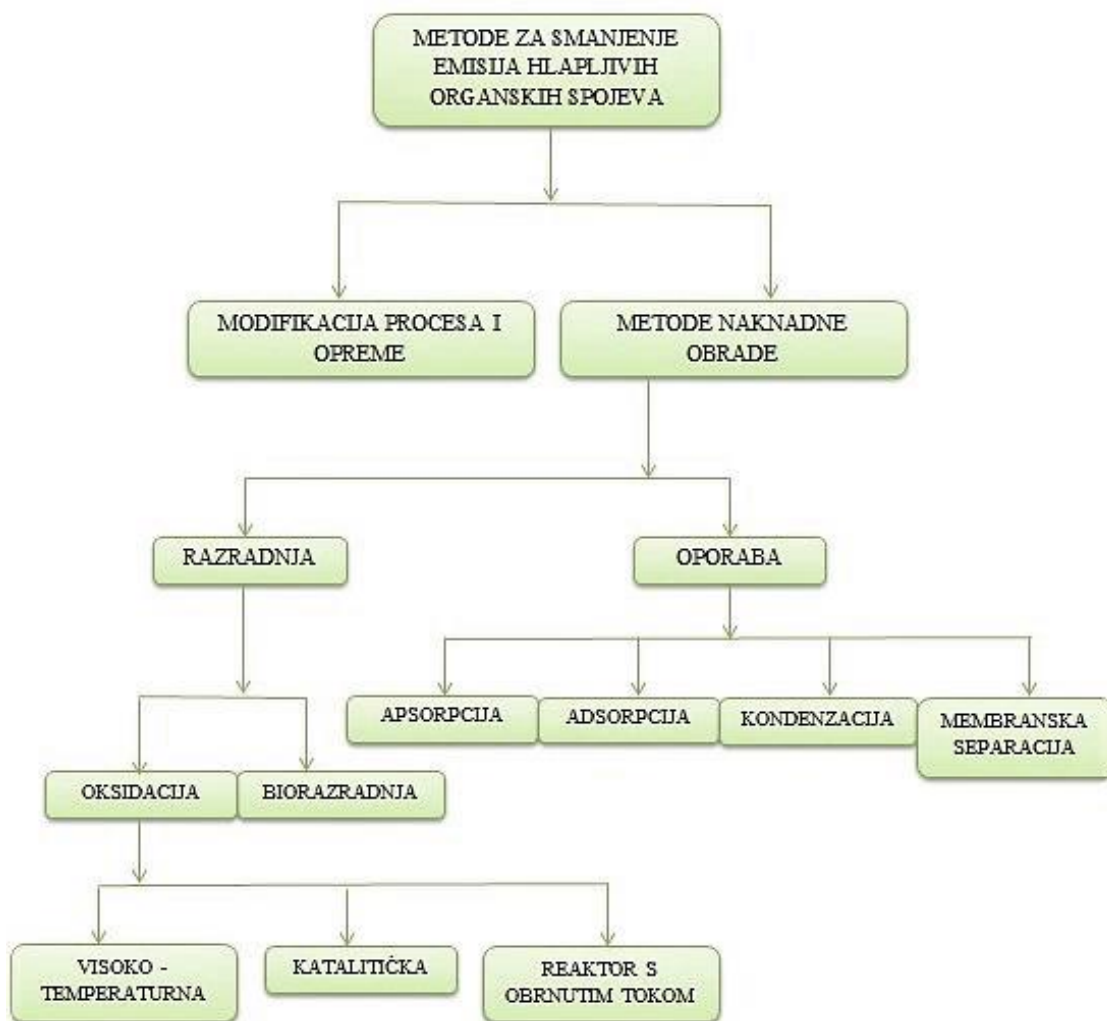 METODE ZA SMANJENJE
EMISIJA HLAPLJIVIH
ORGANSKIH SPOJEVA
MODIFIKACIJA PROCESA I
OPREME
METODE NAKNADNE
OBRADE
RAZRADNJA
OPORABA
APSORPCIJA
ADSORPCIJA
KONDENZACIJA
MEMBRANSKA
SEPARACIJA
OKSIDACIJA
BIORAZRADNJA
VISOKO -
TEMPERATURNA
KATALITIČKA
REAKTOR S
OBRNUTIM TOKOM